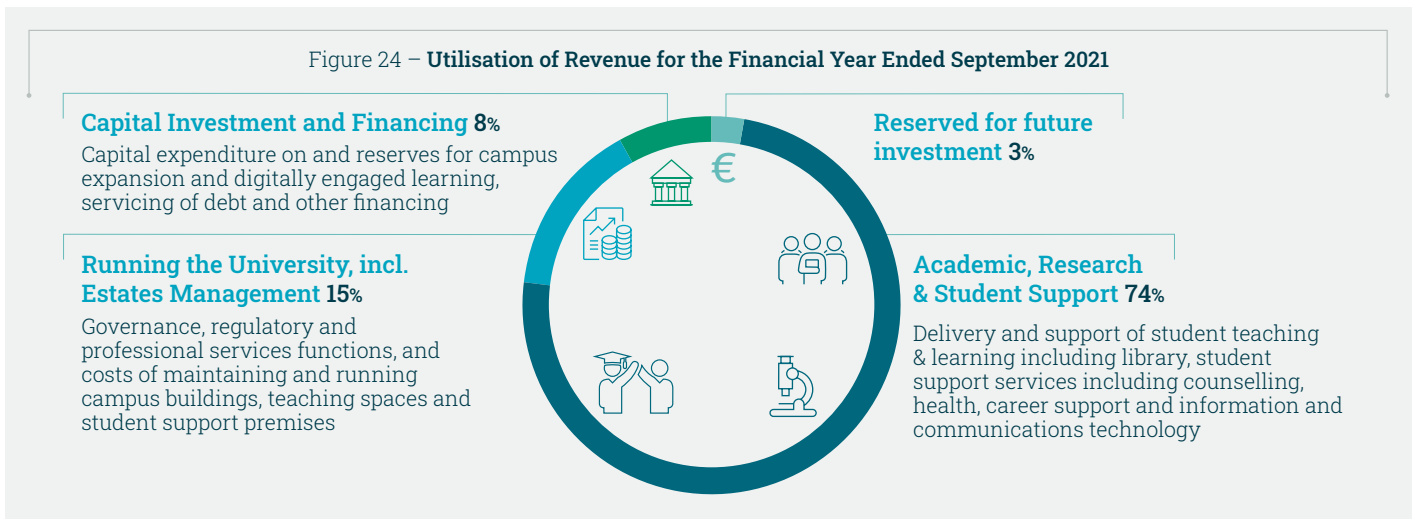 Figure 24 – Utilisation of Revenue for the Financial Year Ended September 2021
Capital Investment and Financing 8%
Capital expenditure on and reserves for campus
expansion and digitally engaged learning,
servicing of debt and other financing
Running the University, incl.
Estates Management 15%
Governance, regulatory and
professional services functions, and
costs of maintaining and running
campus buildings, teaching spaces and
student support premises
€
Reserved for future
investment 3%
Academic, Research
& Student Support 74%
Delivery and support of student teaching
& learning including library, student
support services including counselling,
health, career support and information and
communications technology